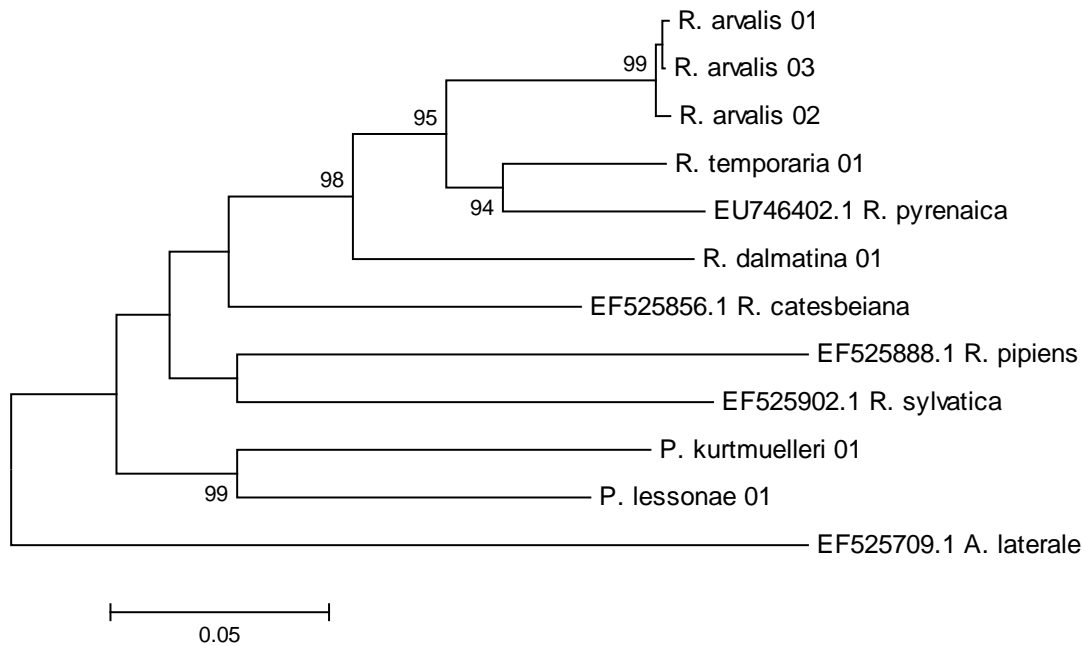 R. arvalis 01
99
R. arvalis 03
R. arvalis 02
95
R. temporaria 01
98
94
EU746402.1 R. pyrenaica
R. dalmatina 01
EF525856.1 R. catesbeiana
EF525888.1 R. pipiens
EF525902.1 R. sylvatica
P. kurtmuelleri 01
99
P. lessonae 01
EF525709.1 A. laterale
0.05